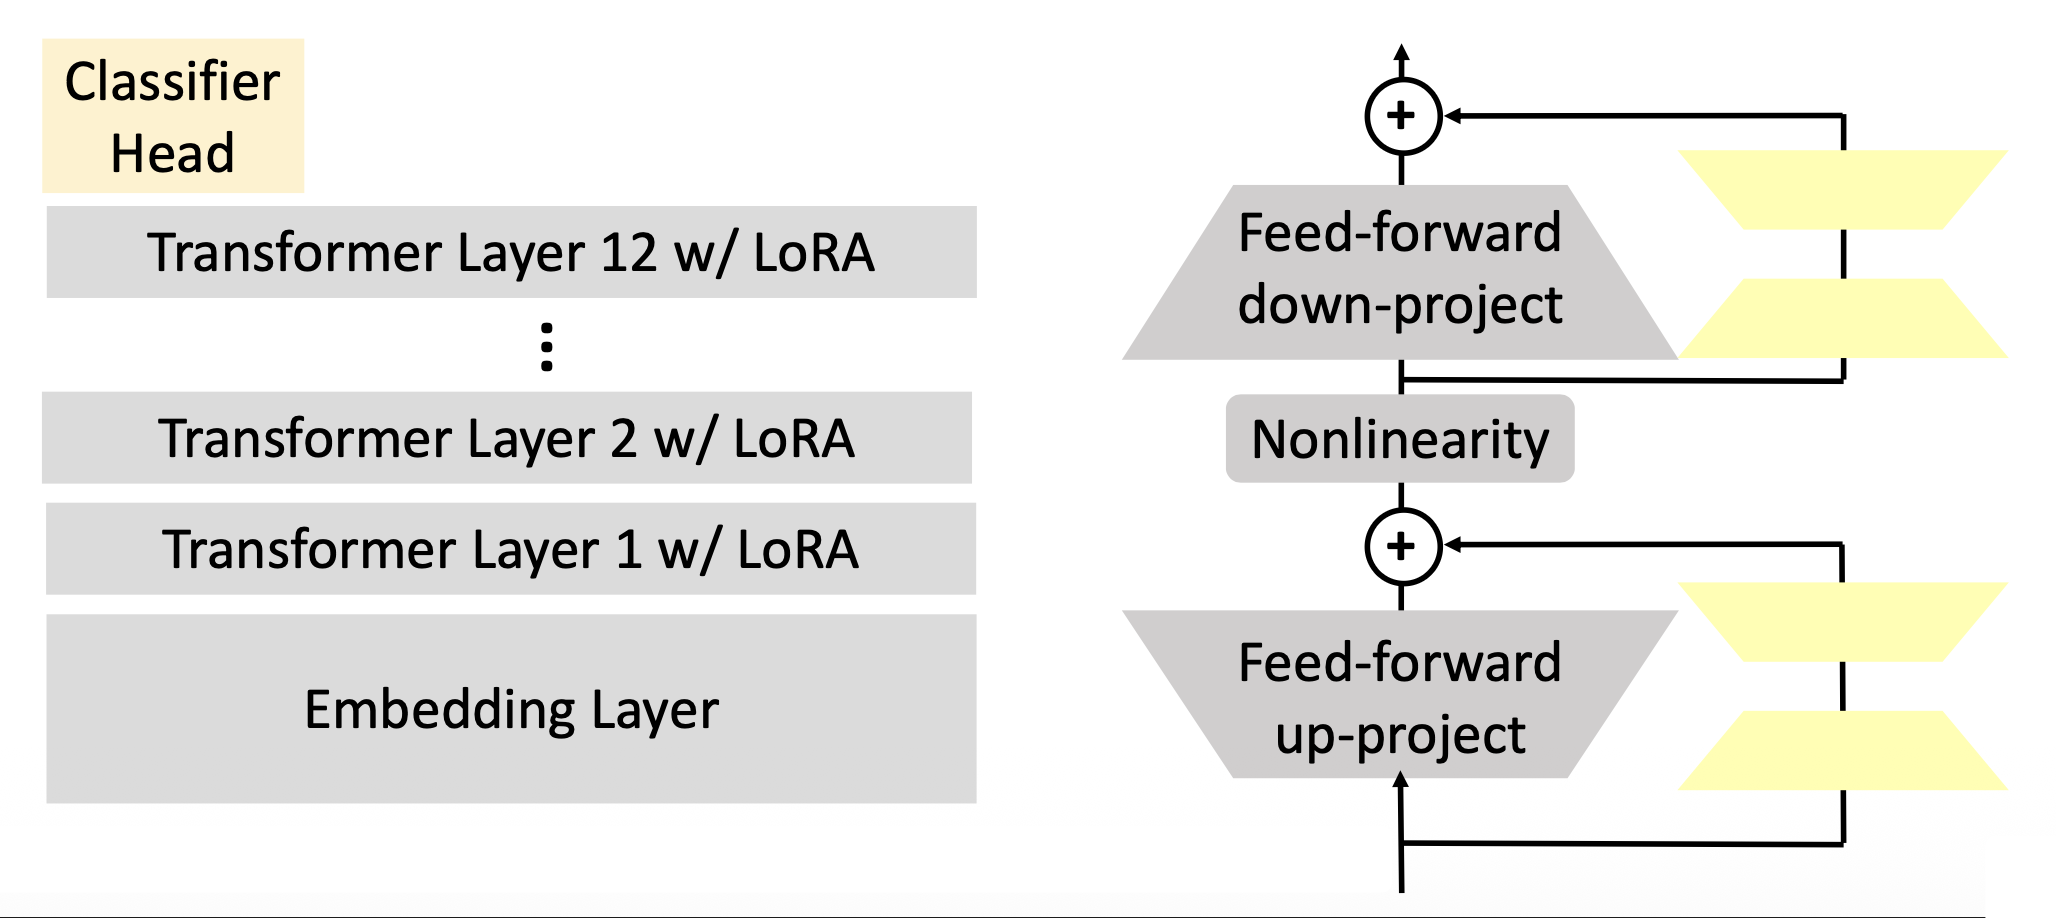 Classifier
Head
Transformer Layer 12 w/ LoRA
Transformer Layer 2 w/ LoRA
Transformer Layer 1 w/ LoRA
Embedding Layer
+
Feed-forward
down-project
Nonlinearity
+
Feed-forward
up-project